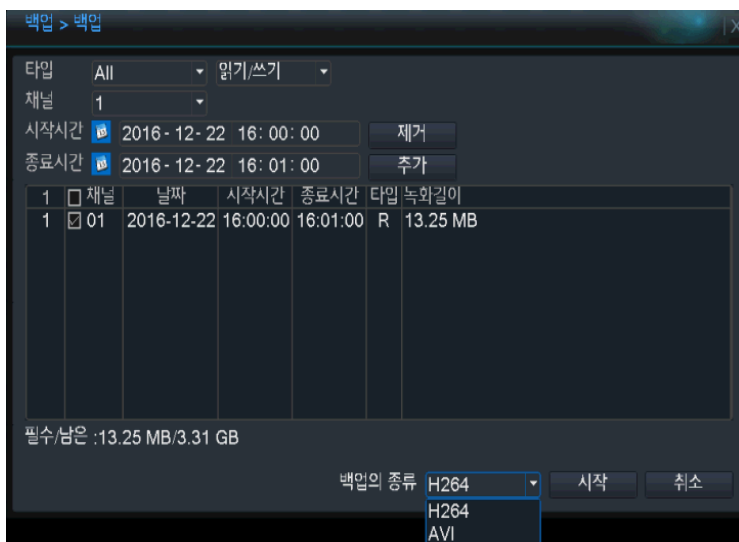 백업 > 백업
X
타입 All 읽기/쓰기
채널 1
시작시간 2016 - 12 - 22 16 : 00 : 00 제거
종료시간 2016 - 12 - 22 16 : 01 : 00 추가
1 채널 날짜 시작시간 종료시간 타입 녹화길이
1 01 2016-12-22 16:00:00 16:01:00 R 13.25 MB
필수/남은 :13.25 MB/3.31 GB
백업의 종류 H264 시작 취소
H264
AVI